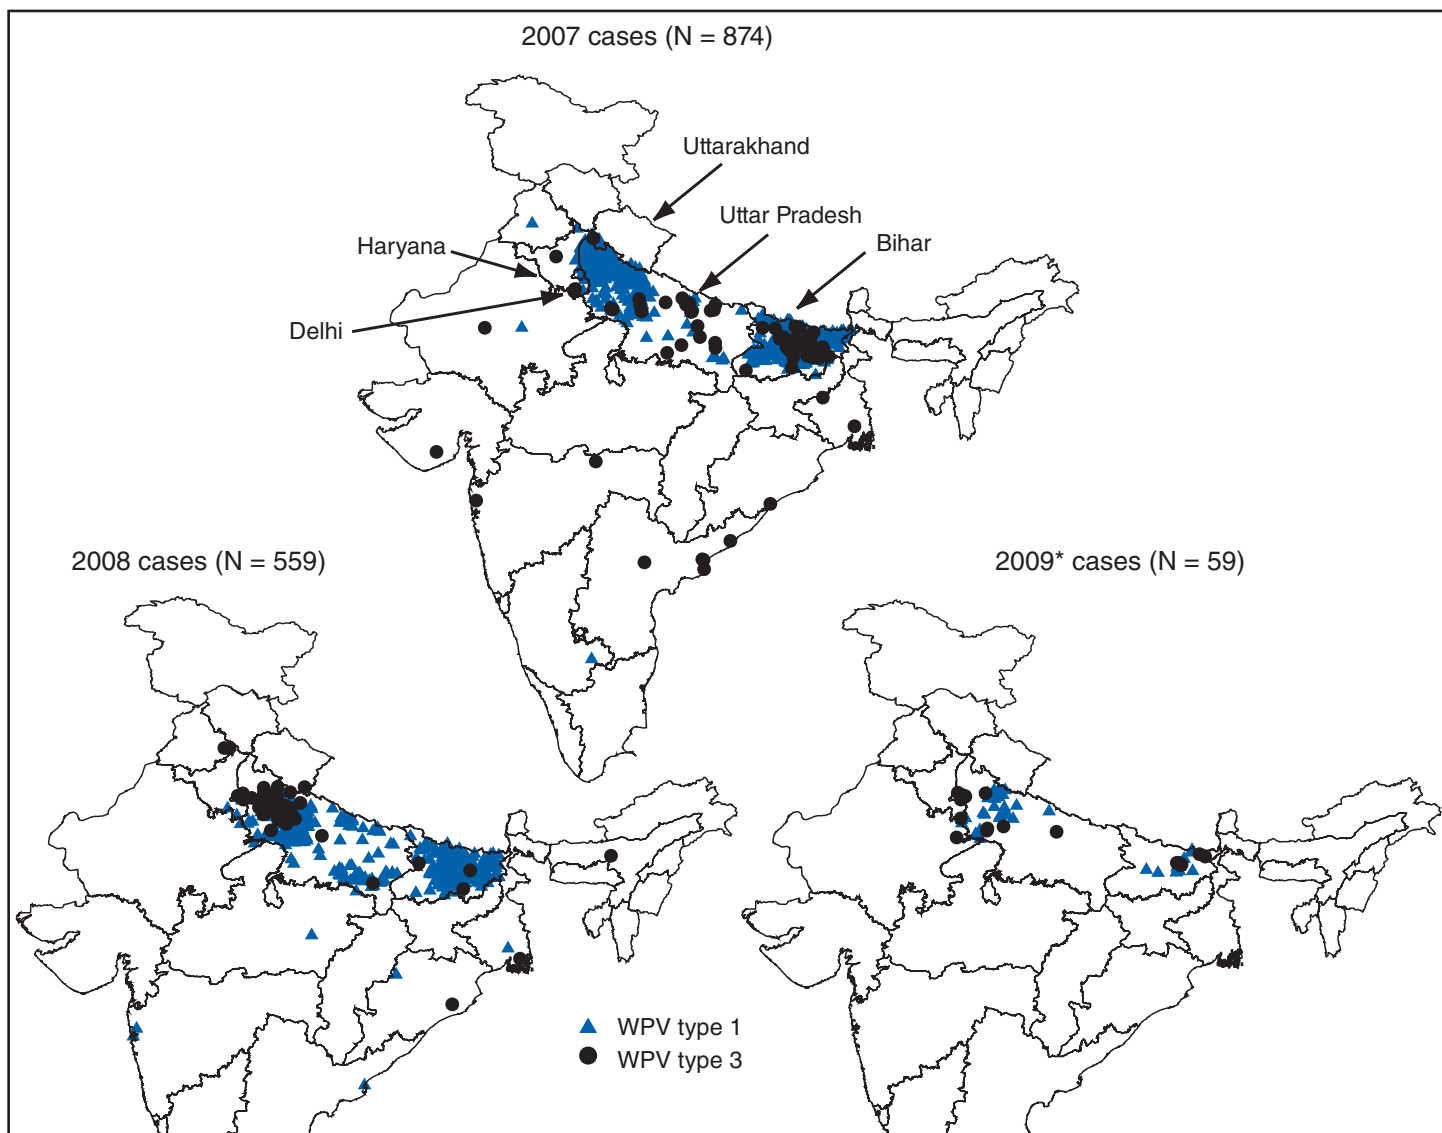 2007 cases (N = 874)
Uttarakhand
Uttar Pradesh
Bihar
Haryana
Delhi
2008 cases (N = 559)
2009* cases (N = 59)
WPV type 1
WPV type 3